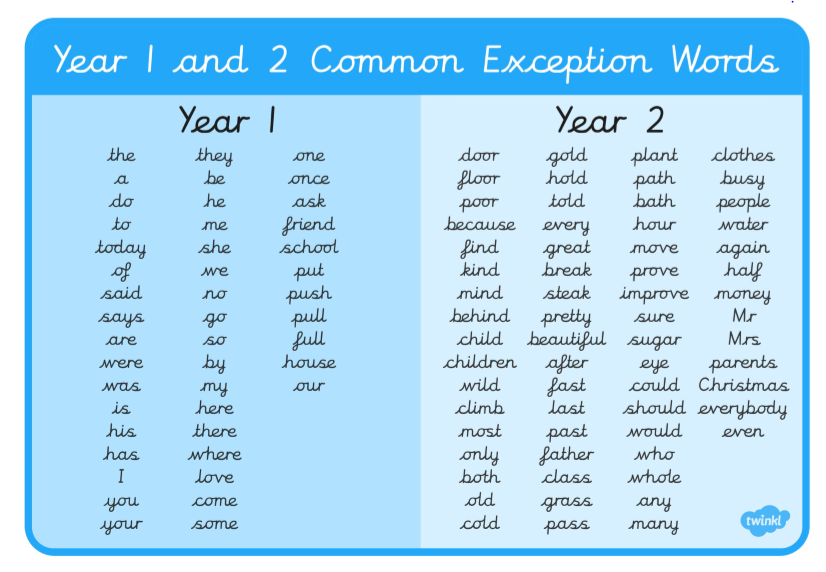 Year 1 and 2 Common Exception Words
Year 1
the they one
a be once
do he ask
to me friend
today she school
of we put
said no push
says go pull
are so full
were by house
was my our
is here
his there
has where
I love
you come
your some
Year 2
door gold plant clothes
floor hold path busy
poor told bath people
because every hour water
find great move again
kind break prove half
mind steak improve money
behind pretty sure Mr
child beautiful sugar Mrs
children after eye parents
wild fast could Christmas
climb last should everybody
most past would even
only father who
both class whole
old grass any
cold pass many
twinkl